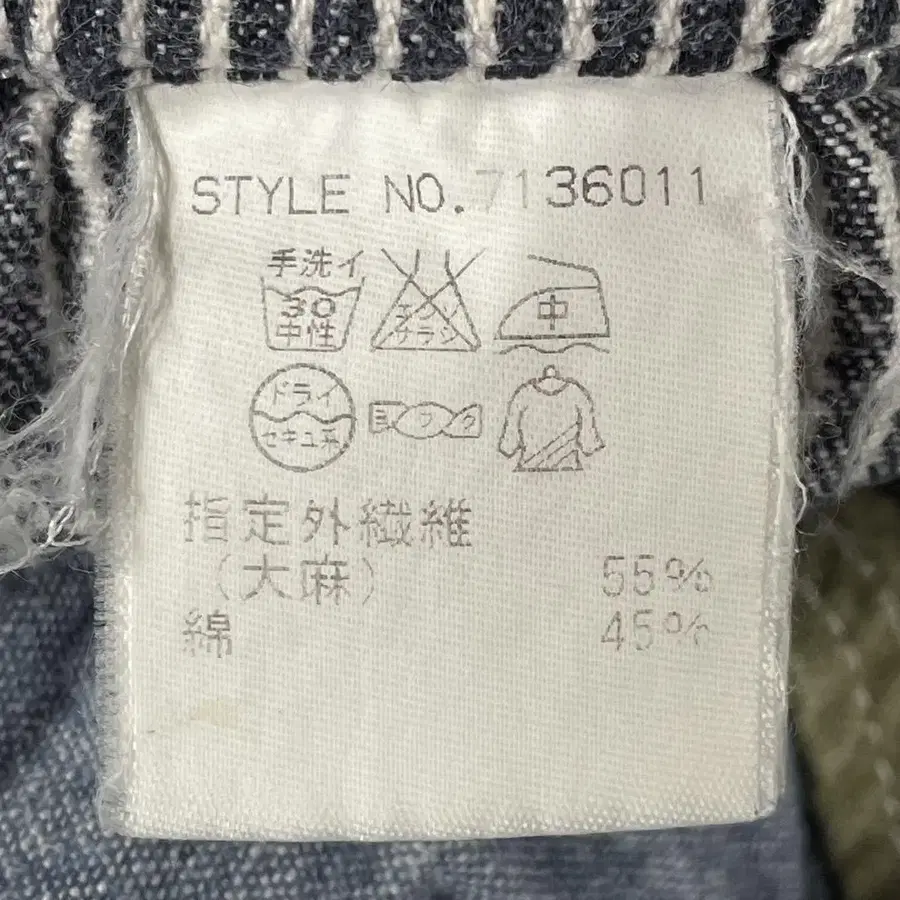 STYLE NO.7136011
手洗イ
30
中性
エンソ
サラシ
中
ドライ
セキユ系
ヨワク
指定外繊維
(大麻) 55%
綿 45%